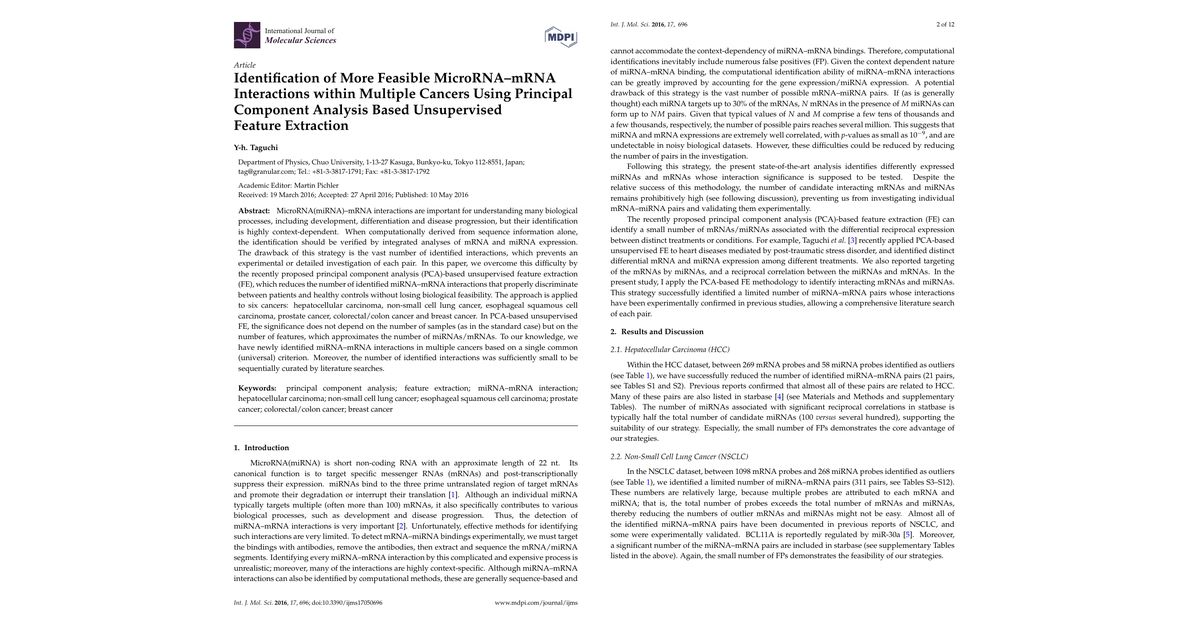 International Journal of
Molecular Sciences
MDPI
Article
Identification of More Feasible MicroRNA–mRNA
Interactions within Multiple Cancers Using Principal
Component Analysis Based Unsupervised
Feature Extraction
Y-h. Taguchi
Department of Physics, Chuo University, 1-13-27 Kasuga, Bunkyo-ku, Tokyo 112-8551, Japan;
tag@granular.com; Tel.: +81-3-3817-1791; Fax: +81-3-3817-1792
Academic Editor: Martin Pichler
Received: 19 March 2016; Accepted: 27 April 2016; Published: 10 May 2016
Abstract: MicroRNA(miRNA)–mRNA interactions are important for understanding many biological
processes, including development, differentiation and disease progression, but their identification
is highly context-dependent. When computationally derived from sequence information alone,
the identification should be verified by integrated analyses of mRNA and miRNA expression.
The drawback of this strategy is the vast number of identified interactions, which prevents an
experimental or detailed investigation of each pair. In this paper, we overcome this difficulty by
the recently proposed principal component analysis (PCA)-based unsupervised feature extraction
(FE), which reduces the number of identified miRNA–mRNA interactions that properly discriminate
between patients and healthy controls without losing biological feasibility. The approach is applied
to six cancers: hepatocellular carcinoma, non-small cell lung cancer, esophageal squamous cell
carcinoma, prostate cancer, colorectal/colon cancer and breast cancer. In PCA-based unsupervised
FE, the significance does not depend on the number of samples (as in the standard case) but on
the number of features, which approximates the number of miRNAs/mRNAs. To our knowledge, we
have newly identified miRNA–mRNA interactions in multiple cancers based on a single common
(universal) criterion. Moreover, the number of identified interactions was sufficiently small to be
sequentially curated by literature searches.
Keywords: principal component analysis; feature extraction; miRNA–mRNA interaction;
hepatocellular carcinoma; non-small cell lung cancer; esophageal squamous cell carcinoma; prostate
cancer; colorectal/colon cancer; breast cancer
1. Introduction
MicroRNA(miRNA) is short non-coding RNA with an approximate length of 22 nt. Its
canonical function is to target specific messenger RNAs (mRNAs) and post-transcriptionally
suppress their expression. miRNAs bind to the three prime untranslated region of target mRNAs
and promote their degradation or interrupt their translation [1]. Although an individual miRNA
typically targets multiple (often more than 100) mRNAs, it also specifically contributes to various
biological processes, such as development and disease progression. Thus, the detection of
miRNA–mRNA interactions is very important [2]. Unfortunately, effective methods for identifying
such interactions are very limited. To detect mRNA–miRNA bindings experimentally, we must target
the bindings with antibodies, remove the antibodies, then extract and sequence the mRNA/miRNA
segments. Identifying every miRNA–mRNA interaction by this complicated and expensive process is
unrealistic; moreover, many of the interactions are highly context-specific. Although miRNA–mRNA
interactions can also be identified by computational methods, these are generally sequence-based and
Int. J. Mol. Sci. 2016, 17, 696; doi:10.3390/ijms17050696
www.mdpi.com/journal/ijms
Int. J. Mol. Sci. 2016, 17, 696
2 of 12
cannot accommodate the context-dependency of miRNA–mRNA bindings. Therefore, computational
identifications inevitably include numerous false positives (FP). Given the context dependent nature
of miRNA–mRNA binding, the computational identification ability of miRNA–mRNA interactions
can be greatly improved by accounting for the gene expression/miRNA expression. A potential
drawback of this strategy is the vast number of possible mRNA–miRNA pairs. If (as is generally
thought) each miRNA targets up to 30% of the mRNAs, N mRNAs in the presence of M miRNAs can
form up to NM pairs. Given that typical values of N and M comprise a few tens of thousands and
a few thousands, respectively, the number of possible pairs reaches several million. This suggests that
miRNA and mRNA expressions are extremely well correlated, with p-values as small as 10⁻⁹, and are
undetectable in noisy biological datasets. However, these difficulties could be reduced by reducing
the number of pairs in the investigation.
Following this strategy, the present state-of-the-art analysis identifies differently expressed
miRNAs and mRNAs whose interaction significance is supposed to be tested. Despite the
relative success of this methodology, the number of candidate interacting mRNAs and miRNAs
remains prohibitively high (see following discussion), preventing us from investigating individual
mRNA–miRNA pairs and validating them experimentally.
The recently proposed principal component analysis (PCA)-based feature extraction (FE) can
identify a small number of mRNAs/miRNAs associated with the differential reciprocal expression
between distinct treatments or conditions. For example, Taguchi et al. [3] recently applied PCA-based
unsupervised FE to heart diseases mediated by post-traumatic stress disorder, and identified distinct
differential mRNA and miRNA expression among different treatments. We also reported targeting
of the mRNAs by miRNAs, and a reciprocal correlation between the miRNAs and mRNAs. In the
present study, I apply the PCA-based FE methodology to identify interacting mRNAs and miRNAs.
This strategy successfully identified a limited number of miRNA–mRNA pairs whose interactions
have been experimentally confirmed in previous studies, allowing a comprehensive literature search
of each pair.
2. Results and Discussion
2.1. Hepatocellular Carcinoma (HCC)
Within the HCC dataset, between 269 mRNA probes and 58 miRNA probes identified as outliers
(see Table 1), we have successfully reduced the number of identified miRNA–mRNA pairs (21 pairs,
see Tables S1 and S2). Previous reports confirmed that almost all of these pairs are related to HCC.
Many of these pairs are also listed in starbase [4] (see Materials and Methods and supplementary
Tables). The number of miRNAs associated with significant reciprocal correlations in statbase is
typically half the total number of candidate miRNAs (100 versus several hundred), supporting the
suitability of our strategy. Especially, the small number of FPs demonstrates the core advantage of
our strategies.
2.2. Non-Small Cell Lung Cancer (NSCLC)
In the NSCLC dataset, between 1098 mRNA probes and 268 miRNA probes identified as outliers
(see Table 1), we identified a limited number of miRNA–mRNA pairs (311 pairs, see Tables S3–S12).
These numbers are relatively large, because multiple probes are attributed to each mRNA and
miRNA; that is, the total number of probes exceeds the total number of mRNAs and miRNAs,
thereby reducing the numbers of outlier mRNAs and miRNAs might not be easy. Almost all of
the identified miRNA–mRNA pairs have been documented in previous reports of NSCLC, and
some were experimentally validated. BCL11A is reportedly regulated by miR-30a [5]. Moreover,
a significant number of the miRNA–mRNA pairs are included in starbase (see supplementary Tables
listed in the above). Again, the small number of FPs demonstrates the feasibility of our strategies.